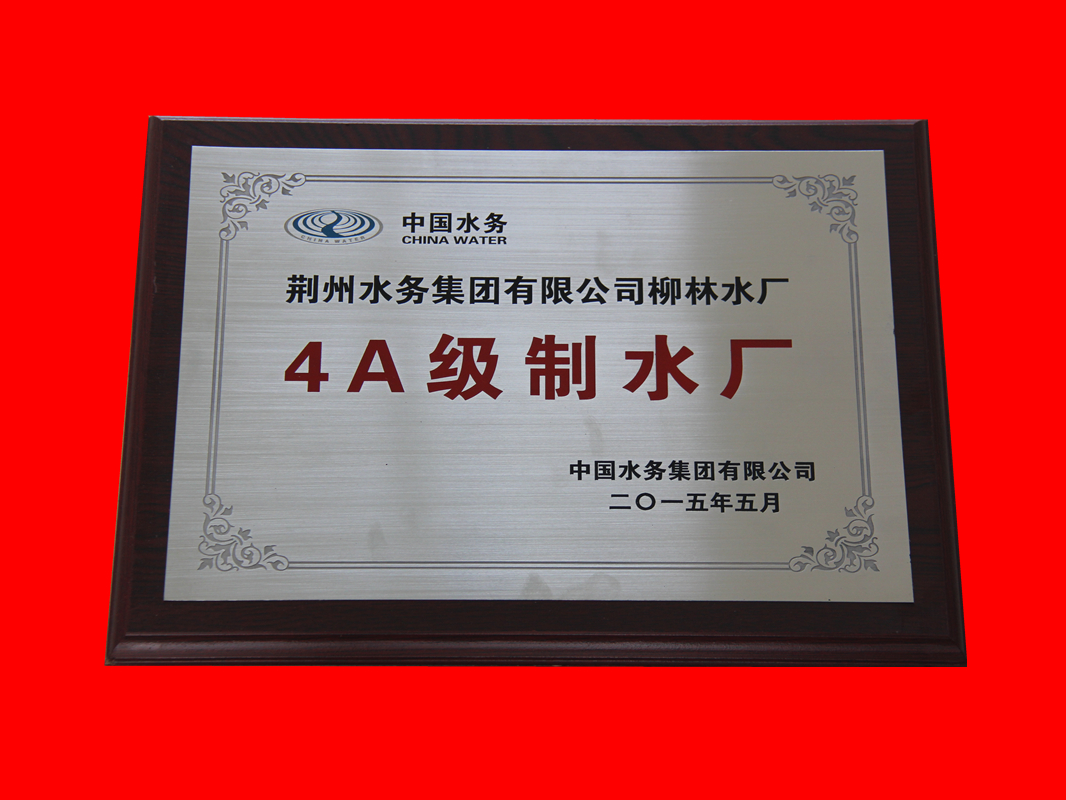 CHINA WATER
中国水务
CHINA WATER
荆州水务集团有限公司柳林水厂
4A级制水厂
中国水务集团有限公司
二〇一五年五月